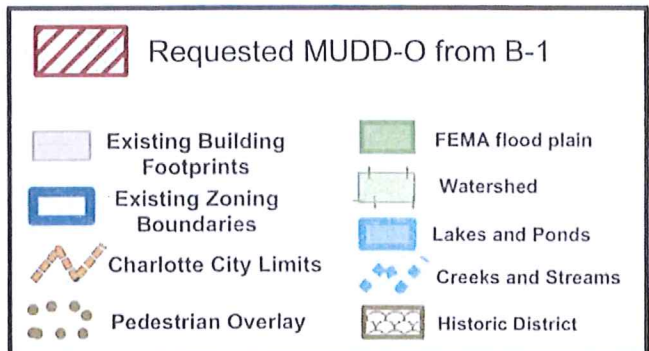 Requested MUDD-O from B-1
Existing Building
Footprints
Existing Zoning
Boundaries
Charlotte City Limits
Pedestrian Overlay
FEMA flood plain
Watershed
Lakes and Ponds
Creeks and Streams
Historic District